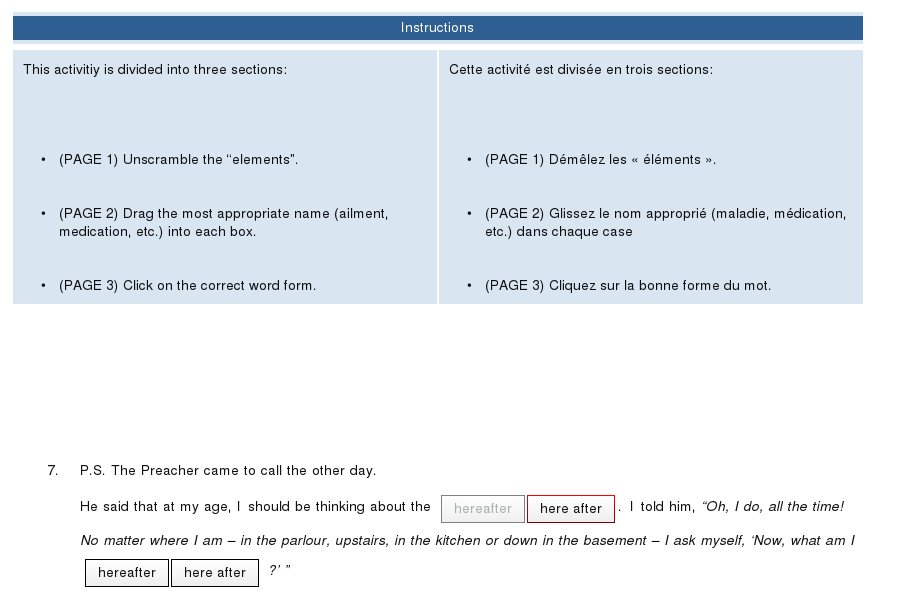 Instructions
This activitiy is divided into three sections:
• (PAGE 1) Unscramble the “elements”.
• (PAGE 2) Drag the most appropriate name (ailment,
medication, etc.) into each box.
• (PAGE 3) Click on the correct word form.
Cette activité est divisée en trois sections:
• (PAGE 1) Démêlez les « éléments ».
• (PAGE 2) Glissez le nom approprié (maladie, médication,
etc.) dans chaque case
• (PAGE 3) Cliquez sur la bonne forme du mot.
7. P.S. The Preacher came to call the other day.
He said that at my age, I should be thinking about the hereafter here after . I told him, “Oh, I do, all the time!
No matter where I am – in the parlour, upstairs, in the kitchen or down in the basement – I ask myself, ‘Now, what am I
hereafter here after ?’ ”